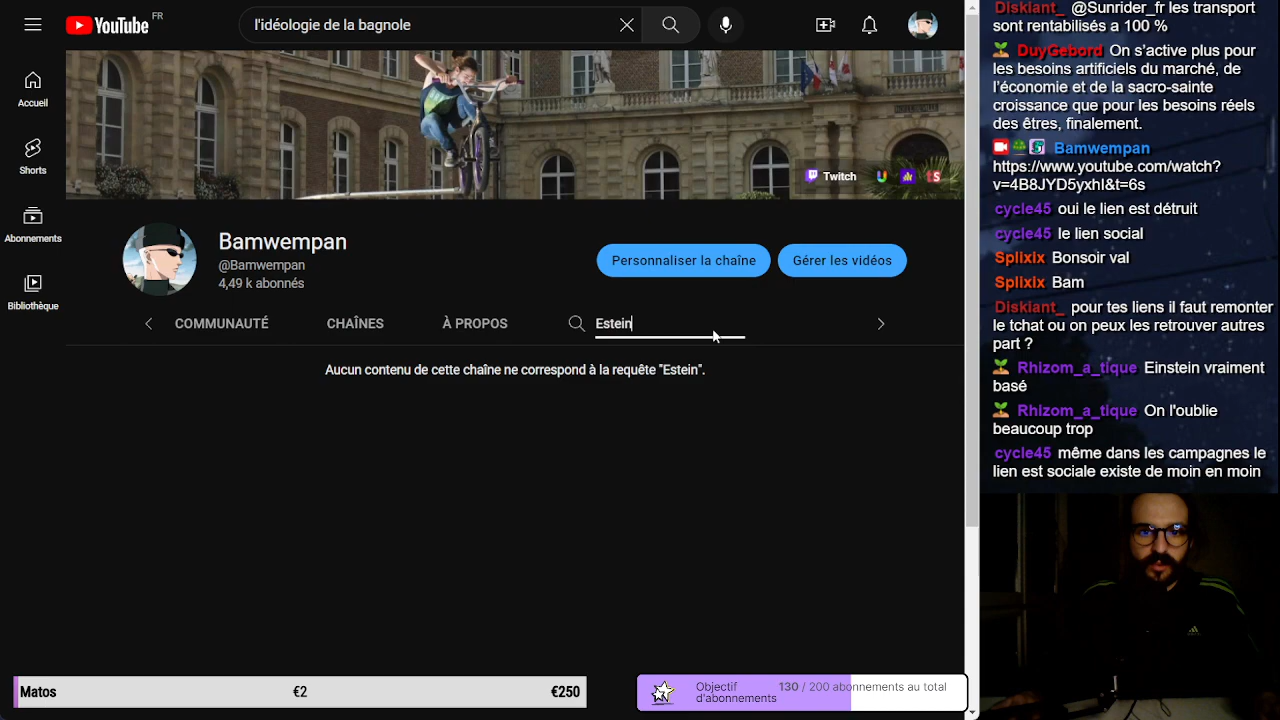 YouTube FR
l'idéologie de la bagnole
Accueil
Shorts
Abonnements
Bibliothèque
Twitch
Bamwempan
@Bamwempan
4,49 k abonnés
Personnaliser la chaîne
Gérer les vidéos
COMMUNAUTÉ
CHAÎNES
À PROPOS
Estein
Aucun contenu de cette chaîne ne correspond à la requête "Estein".
Matos
€2
€250
Objectif
d'abonnements
130 / 200 abonnements au total
Diskiant_ @Sunrider_fr les transport
sont rentabilisés a 100 %
DuyGebord On s'active plus pour
les besoins artificiels du marché, de
l'économie et de la sacro-sainte
croissance que pour les besoins réels
des êtres, finalement.
Bamwempan
https://www.youtube.com/watch?
v=4B8JYD5yxhI&t=6s
cycle45 oui le lien est détruit
cycle45 le lien social
Splixix Bonsoir val
Splixix Bam
Diskiant_ pour tes liens il faut remonter
le tchat ou on peux les retrouver autres
part ?
Rhizom_a_tique Einstein vraiment
basé
Rhizom_a_tique On l'oublie
beaucoup trop
cycle45 même dans les campagnes le
lien est sociale existe de moin en moin